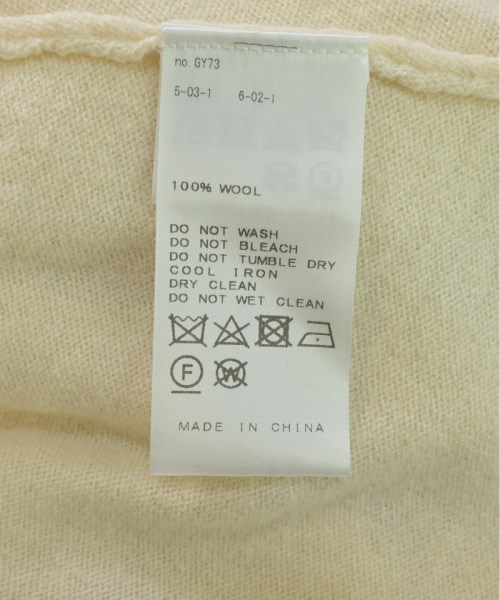 no. GY73
5-03-1 6-02-1
100% WOOL
DO NOT WASH
DO NOT BLEACH
DO NOT TUMBLE DRY
COOL IRON
DRY CLEAN
DO NOT WET CLEAN
F W
MADE IN CHINA